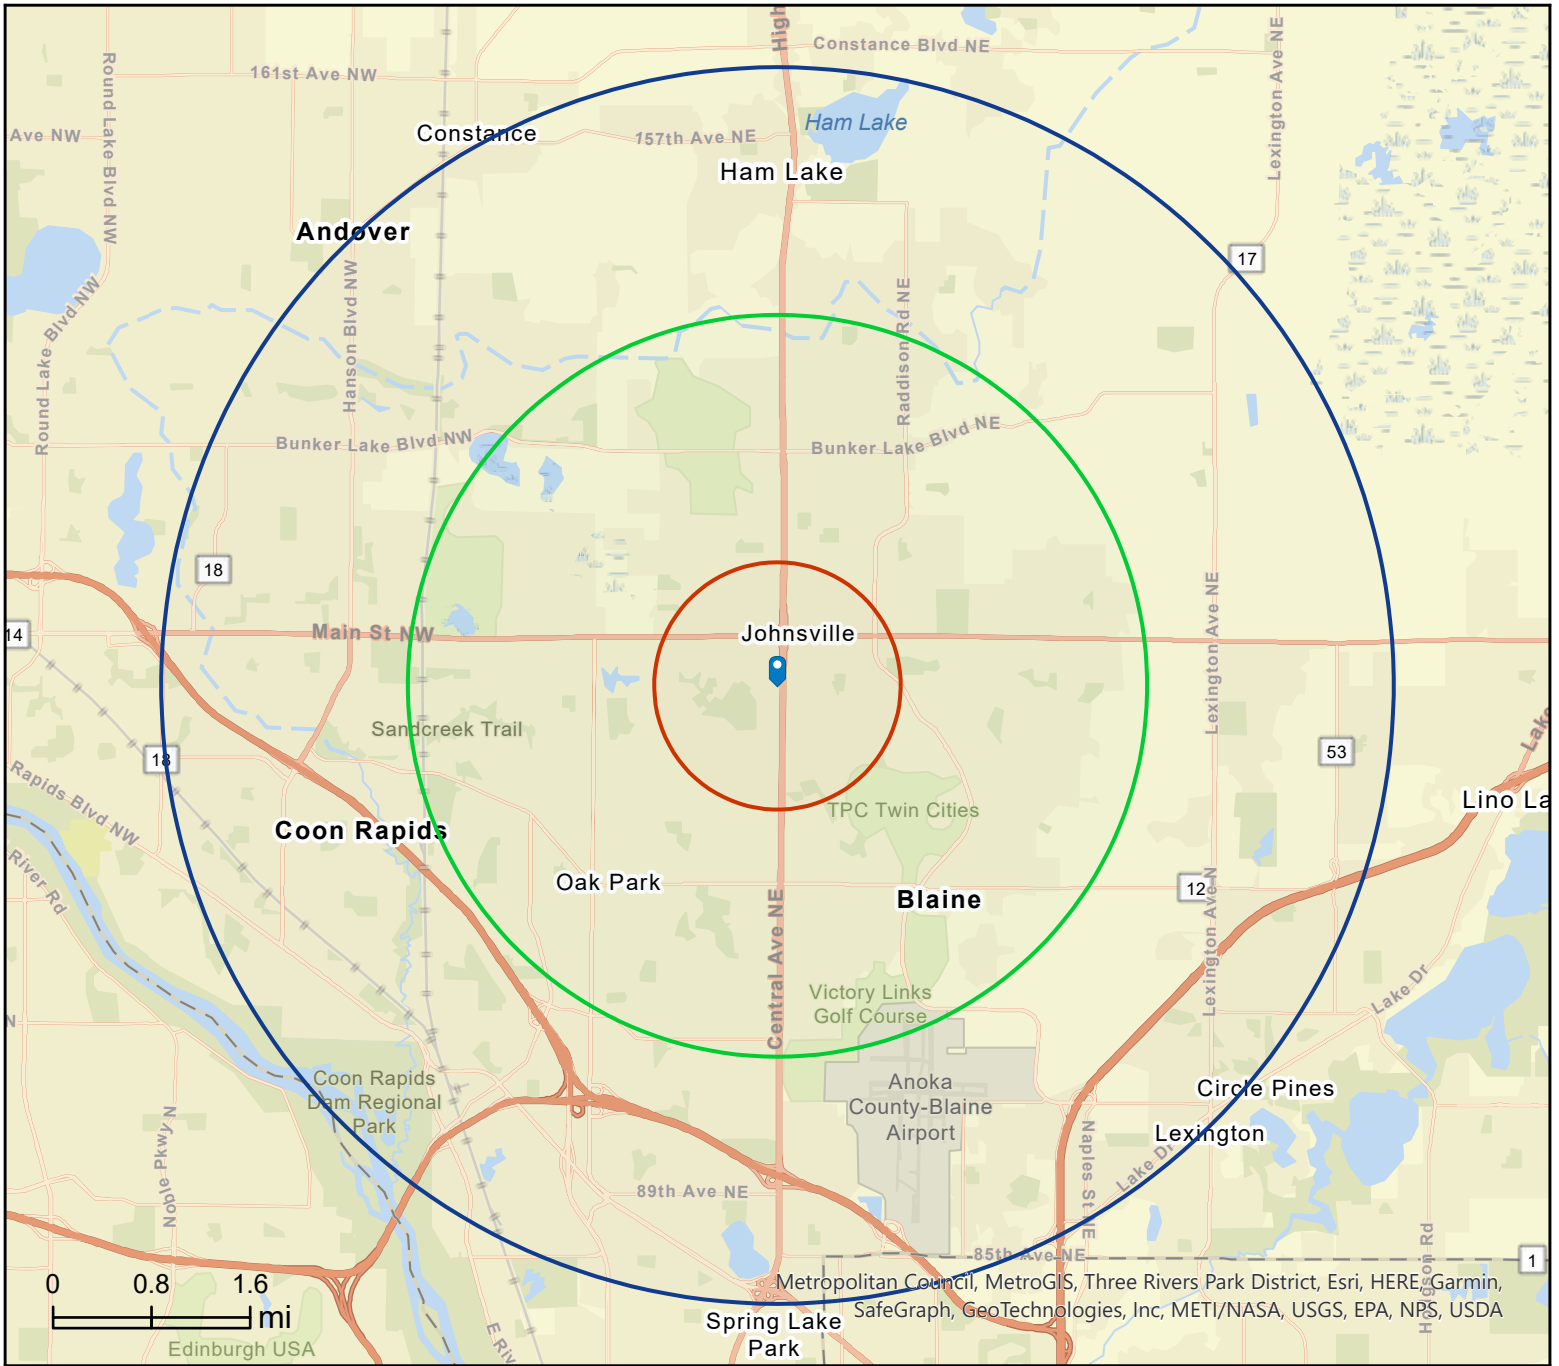 High
Constance Blvd NE
161st Ave NW
Round Lake Blvd NW
Lexington Ave NE
Ham Lake
Constance
Ave NW
157th Ave NE
Ham Lake
Andover
17
Hanson Blvd NW
Raddison Rd NE
Round Lake Blvd NW
Bunker Lake Blvd NW
Bunker Lake Blvd NE
18
14
Main St NW
Johnsville
Lexington Ave NE
Sandcreek Trail
18
53
Lake
Rapids Blvd NW
Lino La
TPC Twin Cities
Coon Rapids
River Rd
Oak Park
Blaine
12
Central Ave NE
Lexington Ave N
Victory Links
Golf Course
Lake Dr
N
Coon Rapids
Dam Regional
Park
Anoka
County-Blaine
Airport
Circle Pines
Lexington
Noble Pkwy N
Naples St NE
Lake Dr
89th Ave NE
85th Ave NE
Hodgson Rd
1
0 0.8 1.6
mi
Metropolitan Council, MetroGIS, Three Rivers Park District, Esri, HERE, Garmin,
SafeGraph, GeoTechnologies, Inc, METI/NASA, USGS, EPA, NPS, USDA
Spring Lake
Park
E Riv
Edinburgh USA